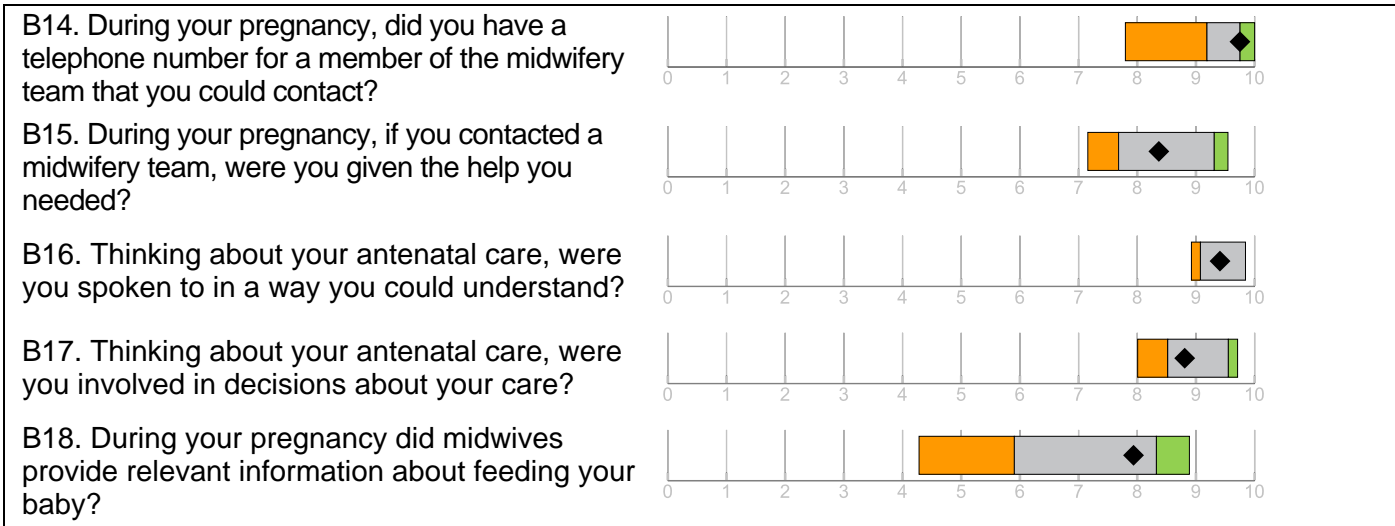 B14. During your pregnancy, did you have a
telephone number for a member of the midwifery
team that you could contact?
0 1 2 3 4 5 6 7 8 9 10
B15. During your pregnancy, if you contacted a
midwifery team, were you given the help you
needed?
0 1 2 3 4 5 6 7 8 9 10
B16. Thinking about your antenatal care, were
you spoken to in a way you could understand?
0 1 2 3 4 5 6 7 8 9 10
B17. Thinking about your antenatal care, were
you involved in decisions about your care?
0 1 2 3 4 5 6 7 8 9 10
B18. During your pregnancy did midwives
provide relevant information about feeding your
baby?
0 1 2 3 4 5 6 7 8 9 10